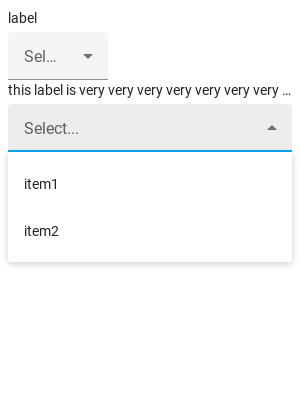 label
Sel...
this label is very very very very very very very ...
Select...
item1
item2